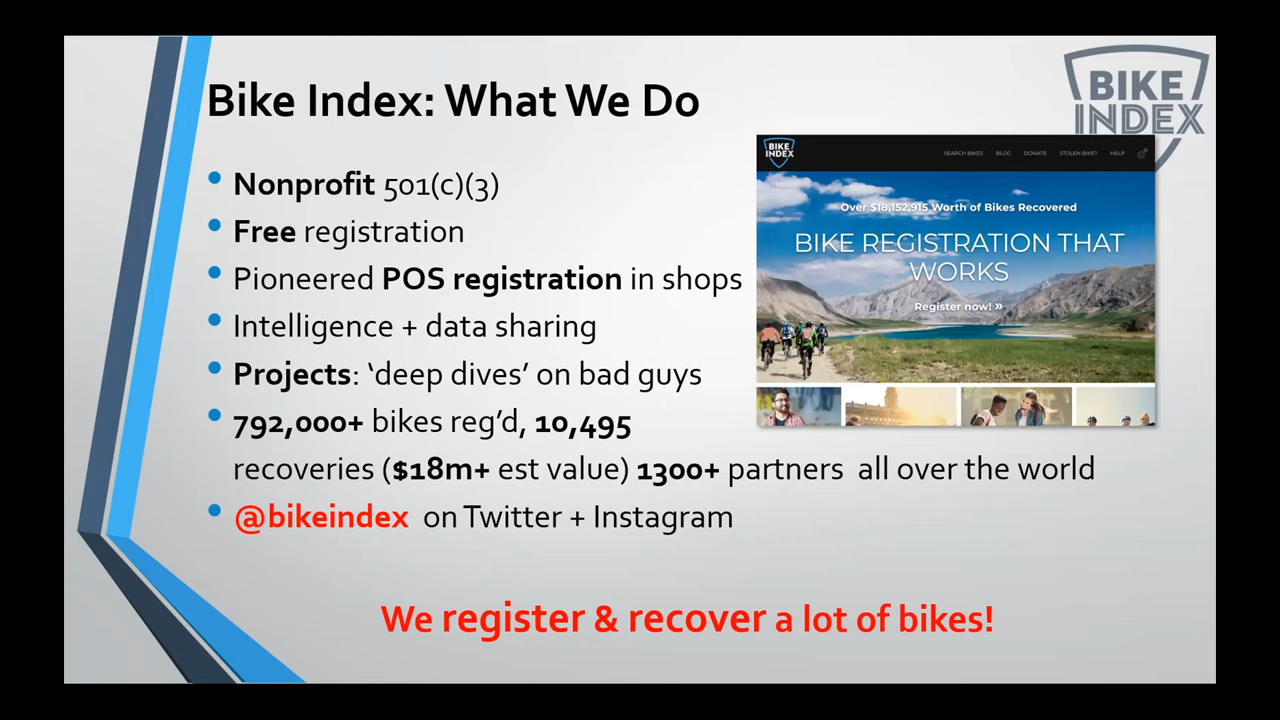 BIKE
INDEX
Bike Index: What We Do
Nonprofit 501(c)(3)
Free registration
Pioneered POS registration in shops
Intelligence + data sharing
Projects: ‘deep dives’ on bad guys
792,000+ bikes reg’d, 10,495
recoveries ($18m+ est value) 1300+ partners all over the world
@bikeindex on Twitter + Instagram
BIKE
INDEX
SEARCH BIKES BLOG DONATE STOLEN BIKE? HELP
Over $18,152,915 Worth of Bikes Recovered
BIKE REGISTRATION THAT
WORKS
Register now! »
We register & recover a lot of bikes!